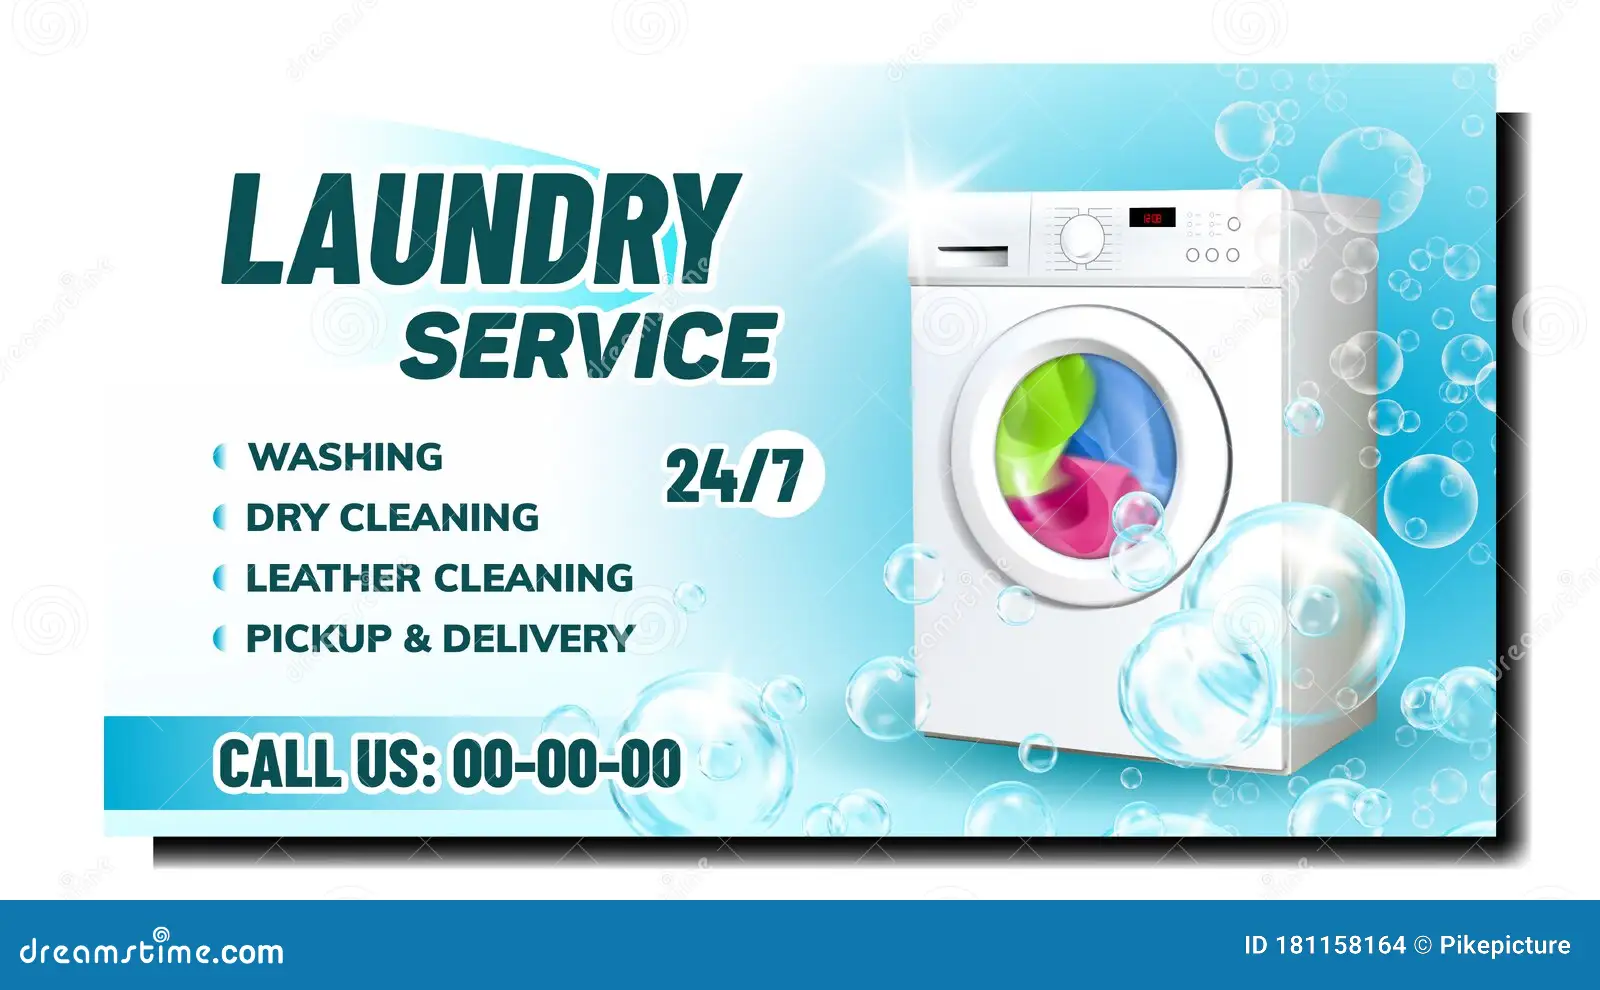 LAUNDRY
SERVICE
WASHING
DRY CLEANING
LEATHER CLEANING
PICKUP & DELIVERY
24/7
CALL US: 00-00-00
dreamstime.com
ID 181158164 © Pikepicture